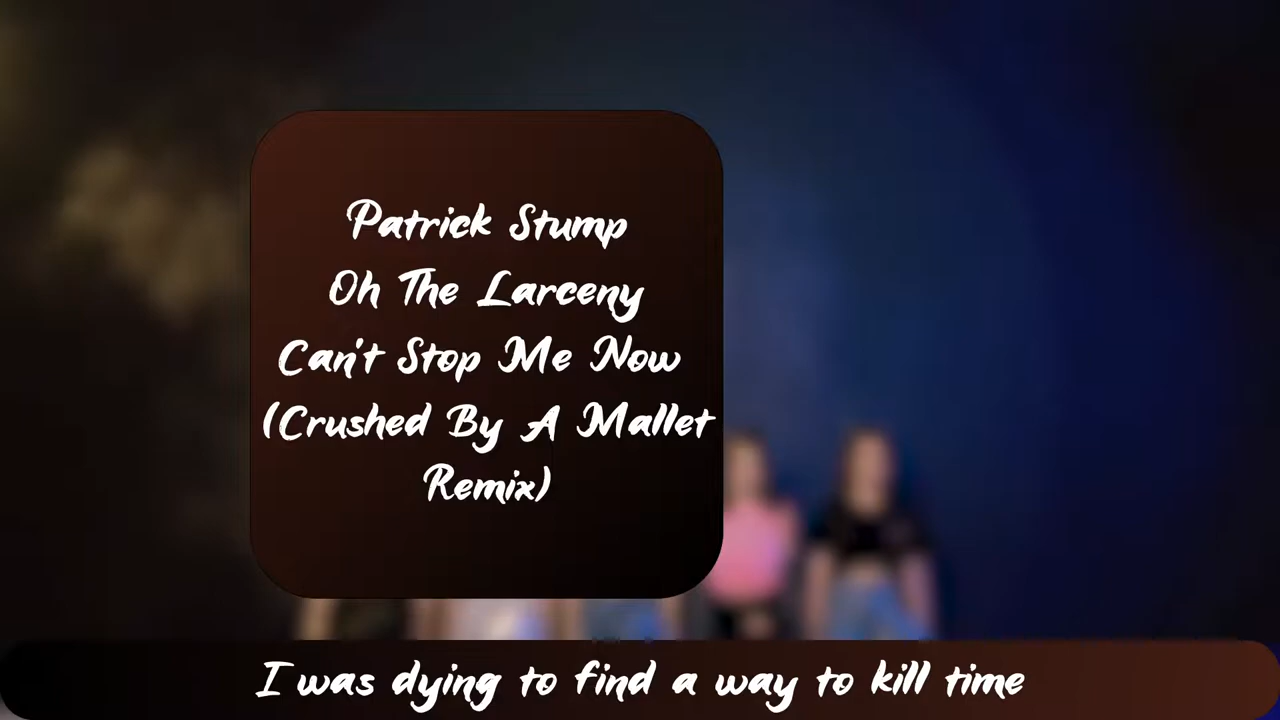 Patrick Stump
Oh The Larceny
Can't Stop Me Now
(Crushed By A Mallet
Remix)
I was dying to find a way to kill time